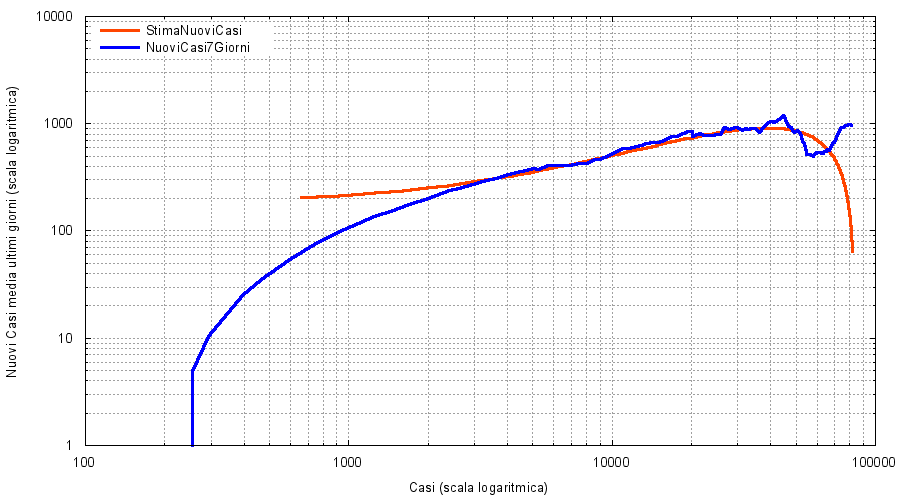 10000
1000
100
10
1
StimaNuoviCasi
NuoviCasi7Giorni
Nuovi Casi media ultimi giorni (scala logaritmica)
100
1000
10000
100000
Casi (scala logaritmica)